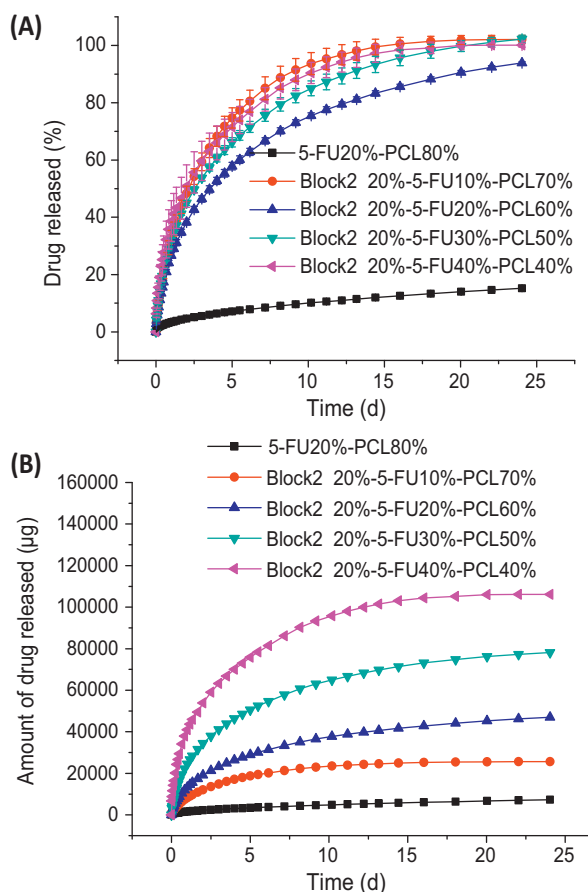 (A)
100
80
60
40
20
0
Drug released (%)
5-FU20%-PCL80%
Block2 20%-5-FU10%-PCL70%
Block2 20%-5-FU20%-PCL60%
Block2 20%-5-FU30%-PCL50%
Block2 20%-5-FU40%-PCL40%
0 5 10 15 20 25
Time (d)
(B)
5-FU20%-PCL80%
Block2 20%-5-FU10%-PCL70%
Block2 20%-5-FU20%-PCL60%
Block2 20%-5-FU30%-PCL50%
Block2 20%-5-FU40%-PCL40%
160000
140000
120000
100000
80000
60000
40000
20000
0
Amount of drug released (µg)
0 5 10 15 20 25
Time (d)